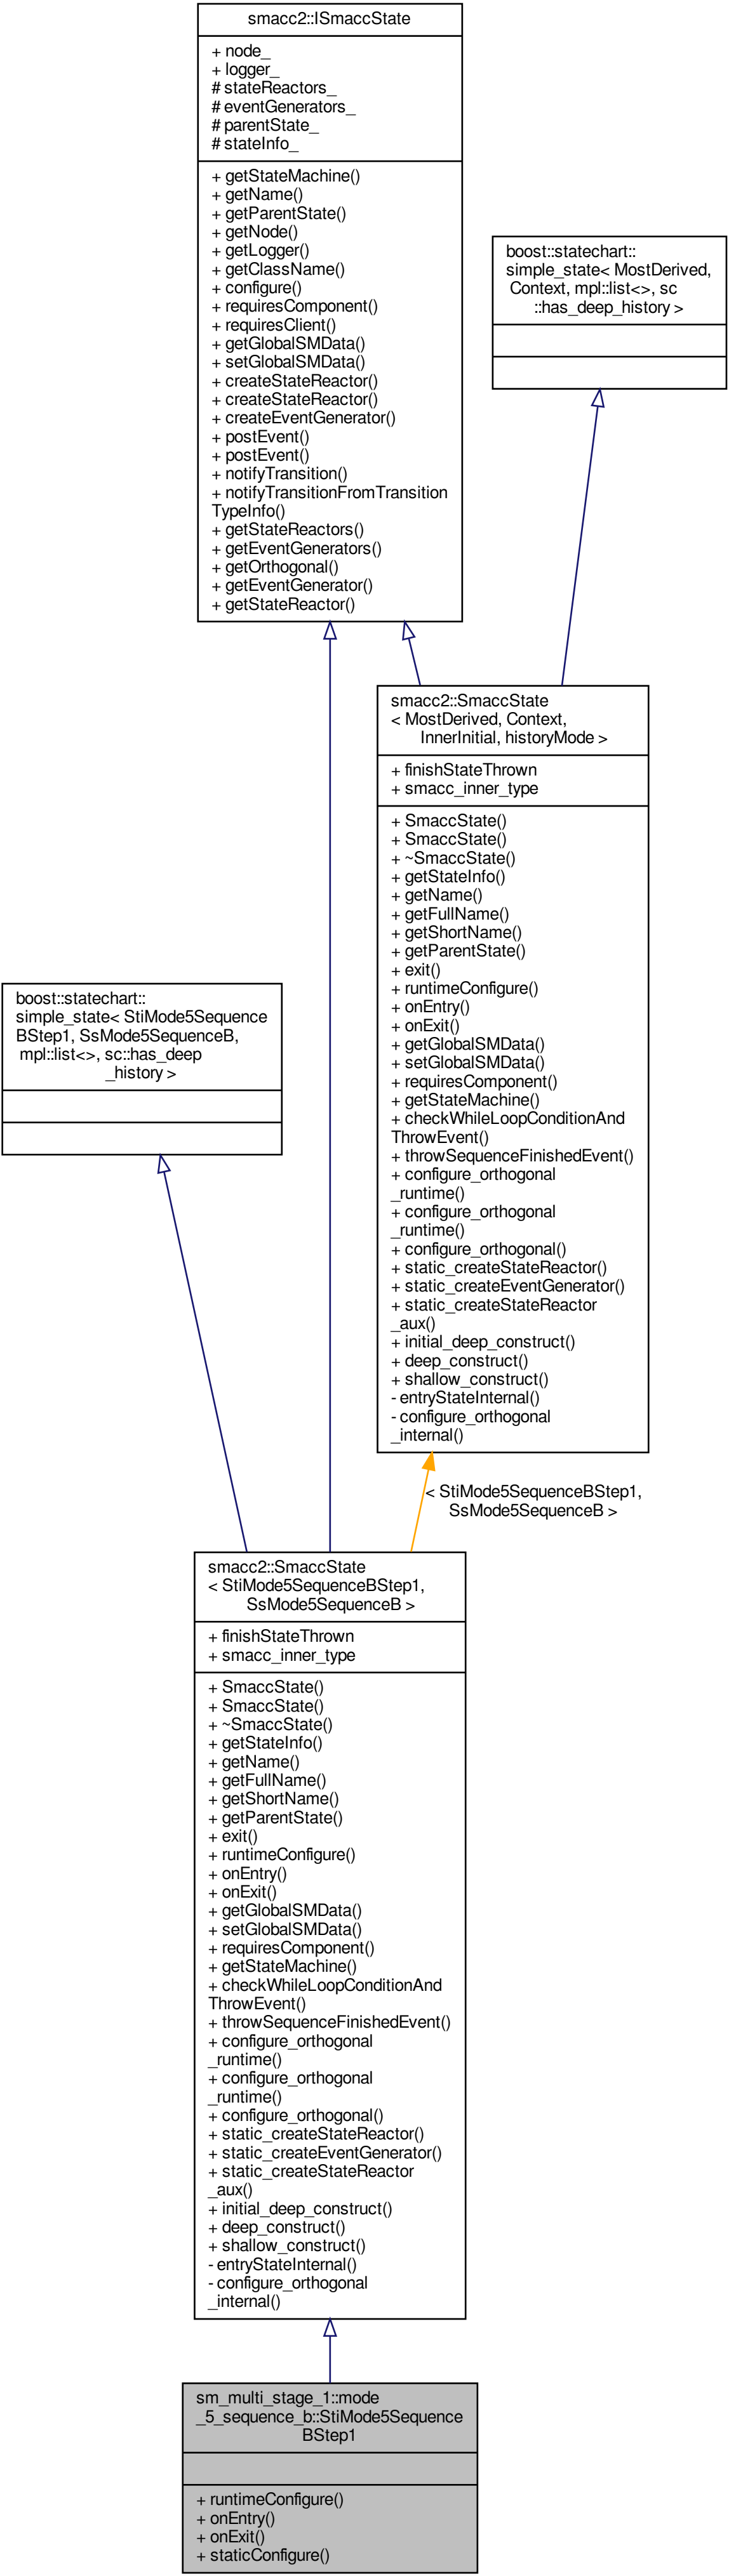 smacc2::ISmaccState
+ node_
+ logger_
# stateReactors_
# eventGenerators_
# parentState_
# stateInfo_
+ getStateMachine()
+ getName()
+ getParentState()
+ getNode()
+ getLogger()
+ getClassName()
+ configure()
+ requiresComponent()
+ requiresClient()
+ getGlobalSMData()
+ setGlobalSMData()
+ createStateReactor()
+ createStateReactor()
+ createEventGenerator()
+ postEvent()
+ postEvent()
+ notifyTransition()
+ notifyTransitionFromTransition
TypeInfo()
+ getStateReactors()
+ getEventGenerators()
+ getOrthogonal()
+ getEventGenerator()
+ getStateReactor()
boost::statechart::
simple_state< MostDerived,
Context, mpl::list<>, sc
::has_deep_history >
smacc2::SmaccState
< MostDerived, Context,
InnerInitial, historyMode >
+ finishStateThrown
+ smacc_inner_type
+ SmaccState()
+ SmaccState()
+ ~SmaccState()
+ getStateInfo()
+ getName()
+ getFullName()
+ getShortName()
+ getParentState()
+ exit()
+ runtimeConfigure()
+ onEntry()
+ onExit()
+ getGlobalSMData()
+ setGlobalSMData()
+ requiresComponent()
+ getStateMachine()
+ checkWhileLoopConditionAnd
ThrowEvent()
+ throwSequenceFinishedEvent()
+ configure_orthogonal
_runtime()
+ configure_orthogonal
_runtime()
+ configure_orthogonal()
+ static_createStateReactor()
+ static_createEventGenerator()
+ static_createStateReactor
_aux()
+ initial_deep_construct()
+ deep_construct()
+ shallow_construct()
- entryStateInternal()
- configure_orthogonal
_internal()
boost::statechart::
simple_state< StiMode5Sequence
BStep1, SsMode5SequenceB,
mpl::list<>, sc::has_deep
_history >
< StiMode5SequenceBStep1,
SsMode5SequenceB >
smacc2::SmaccState
< StiMode5SequenceBStep1,
SsMode5SequenceB >
+ finishStateThrown
+ smacc_inner_type
+ SmaccState()
+ SmaccState()
+ ~SmaccState()
+ getStateInfo()
+ getName()
+ getFullName()
+ getShortName()
+ getParentState()
+ exit()
+ runtimeConfigure()
+ onEntry()
+ onExit()
+ getGlobalSMData()
+ setGlobalSMData()
+ requiresComponent()
+ getStateMachine()
+ checkWhileLoopConditionAnd
ThrowEvent()
+ throwSequenceFinishedEvent()
+ configure_orthogonal
_runtime()
+ configure_orthogonal
_runtime()
+ configure_orthogonal()
+ static_createStateReactor()
+ static_createEventGenerator()
+ static_createStateReactor
_aux()
+ initial_deep_construct()
+ deep_construct()
+ shallow_construct()
- entryStateInternal()
- configure_orthogonal
_internal()
sm_multi_stage_1::mode
_5_sequence_b::StiMode5Sequence
BStep1
+ runtimeConfigure()
+ onEntry()
+ onExit()
+ staticConfigure()